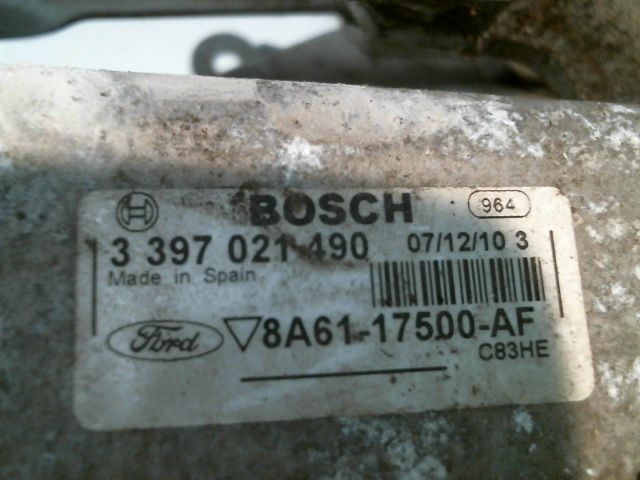 BOSCH 964
3 397 021 490 07/12/10 3
Made in Spain
Ford 8A61-17500-AF
C83HE